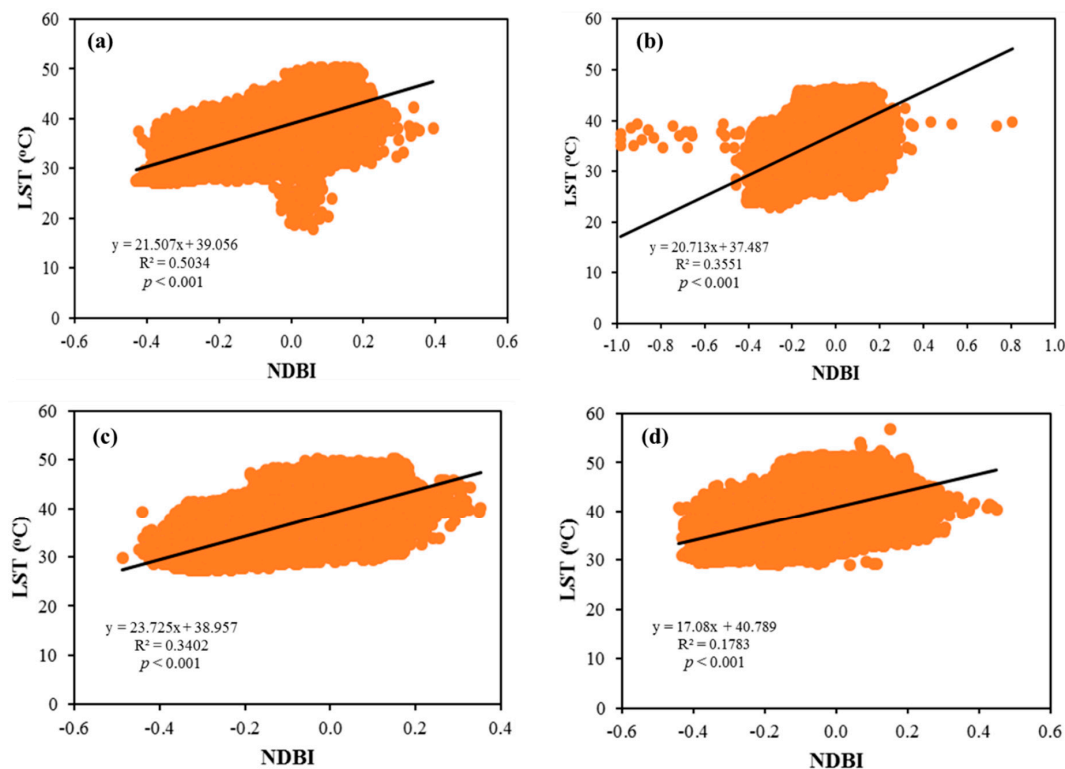 (a)
60
50
40
30
20
10
0
LST (°C)
y = 21.507x + 39.056
R² = 0.5034
p < 0.001
-0.6 -0.4 -0.2 0.0 0.2 0.4 0.6
NDBI
(b)
60
50
40
30
20
10
0
LST (°C)
y = 20.713x + 37.487
R² = 0.3551
p < 0.001
-1.0 -0.8 -0.6 -0.4 -0.2 0.0 0.2 0.4 0.6 0.8 1.0
NDBI
(c)
60
50
40
30
20
10
0
LST (°C)
y = 23.725x + 38.957
R² = 0.3402
p < 0.001
-0.6 -0.4 -0.2 0.0 0.2 0.4
NDBI
(d)
60
50
40
30
20
10
0
LST (°C)
y = 17.08x + 40.789
R² = 0.1783
p < 0.001
-0.6 -0.4 -0.2 0.0 0.2 0.4 0.6
NDBI